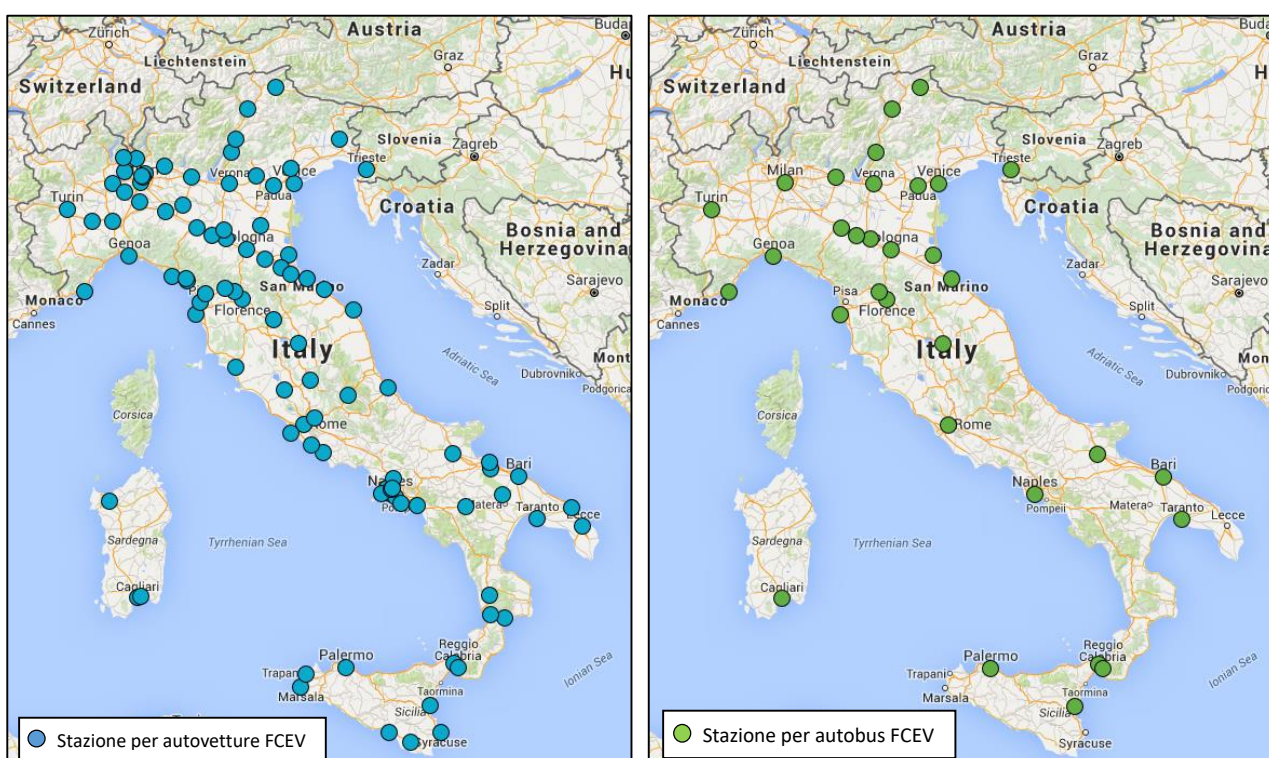 Zürich
Austria
Buda
Liechtenstein
Graz
Switzerland
Hu
Slovenia
Zagreb
Trieste
Verona
Venice
Padua
Turin
Croatia
Genoa
Bosnia and
Herzegovina
Zadar
Sarajevo
San Marino
Monaco
Florence
Split
Cannes
Italy
Adriatic Sea
Mont
Dubrovnik
Podgorica
Corsica
Rome
Bari
Naples
Matera
Taranto
Lecce
Sardegna
Tyrrhenian Sea
Cagliari
Reggio
Calabria
Palermo
Ionian Sea
Trapani
Marsala
Taormina
Sicilia
Syracuse
Stazione per autovetture FCEV
Zürich
Austria
Buda
Liechtenstein
Graz
Switzerland
H
Slovenia
Zagreb
Trieste
Milan
Verona
Venice
Padua
Turin
Croatia
Genoa
Bologna
Bosnia and
Herzegovina
Zadar
Sarajevo
Pisa
San Marino
Monaco
Florence
Split
Cannes
Italy
Adriatic Sea
Mon
Dubrovnik
Podgorica
Corsica
Rome
Bari
Naples
Pompeii
Matera
Taranto
Lecce
Sardegna
Tyrrhenian Sea
Cagliari
Reggio
Calabria
Palermo
Ionian Sea
Trapani
Marsala
Taormina
Sicilia
Syracuse
Stazione per autobus FCEV